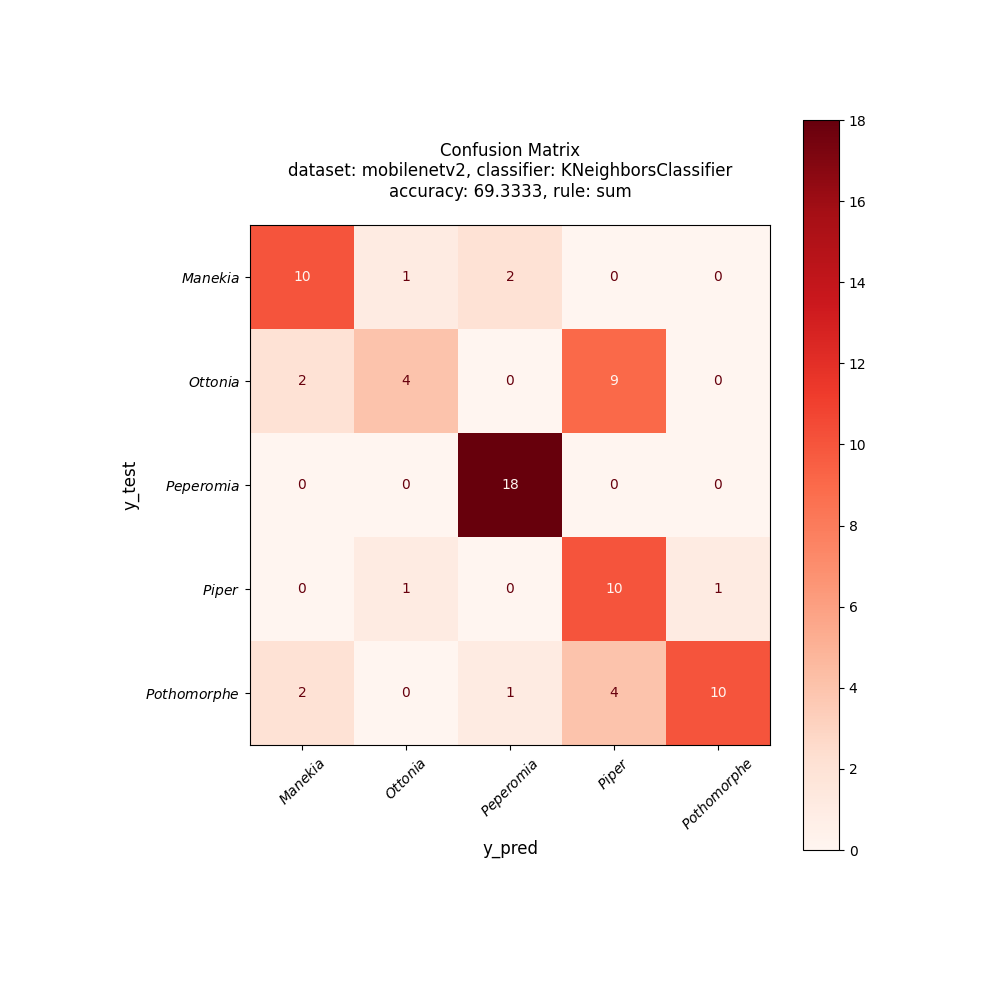 Confusion Matrix
dataset: mobilenetv2, classifier: KNeighborsClassifier
accuracy: 69.3333, rule: sum
Manekia 10 1 2 0 0
Ottonia 2 4 0 9 0
Peperomia 0 0 18 0 0
Piper 0 1 0 10 1
Pothomorphe 2 0 1 4 10
Manekia Ottonia Peperomia Piper Pothomorphe
y_test
y_pred
18
16
14
12
10
8
6
4
2
0